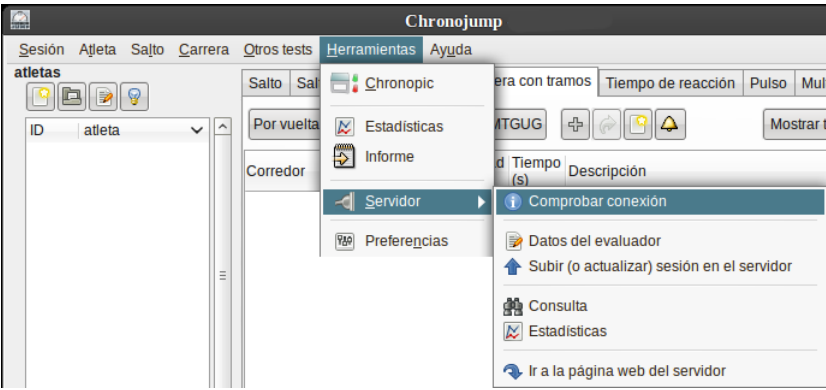 Chronojump
Sesión Atleta Salto Carrera Otros tests Herramientas Ayuda
atletas
Salto Sal era con tramos Tiempo de reacción Pulso Mul
Chronopic
ID atleta
Por vuelta MTGUG Mostrar t
Estadísticas
Informe
Corredor d Tiempo (s) Descripción
Servidor
Comprobar conexión
Preferencias
Datos del evaluador
Subir (o actualizar) sesión en el servidor
Consulta
Estadísticas
Ir a la página web del servidor